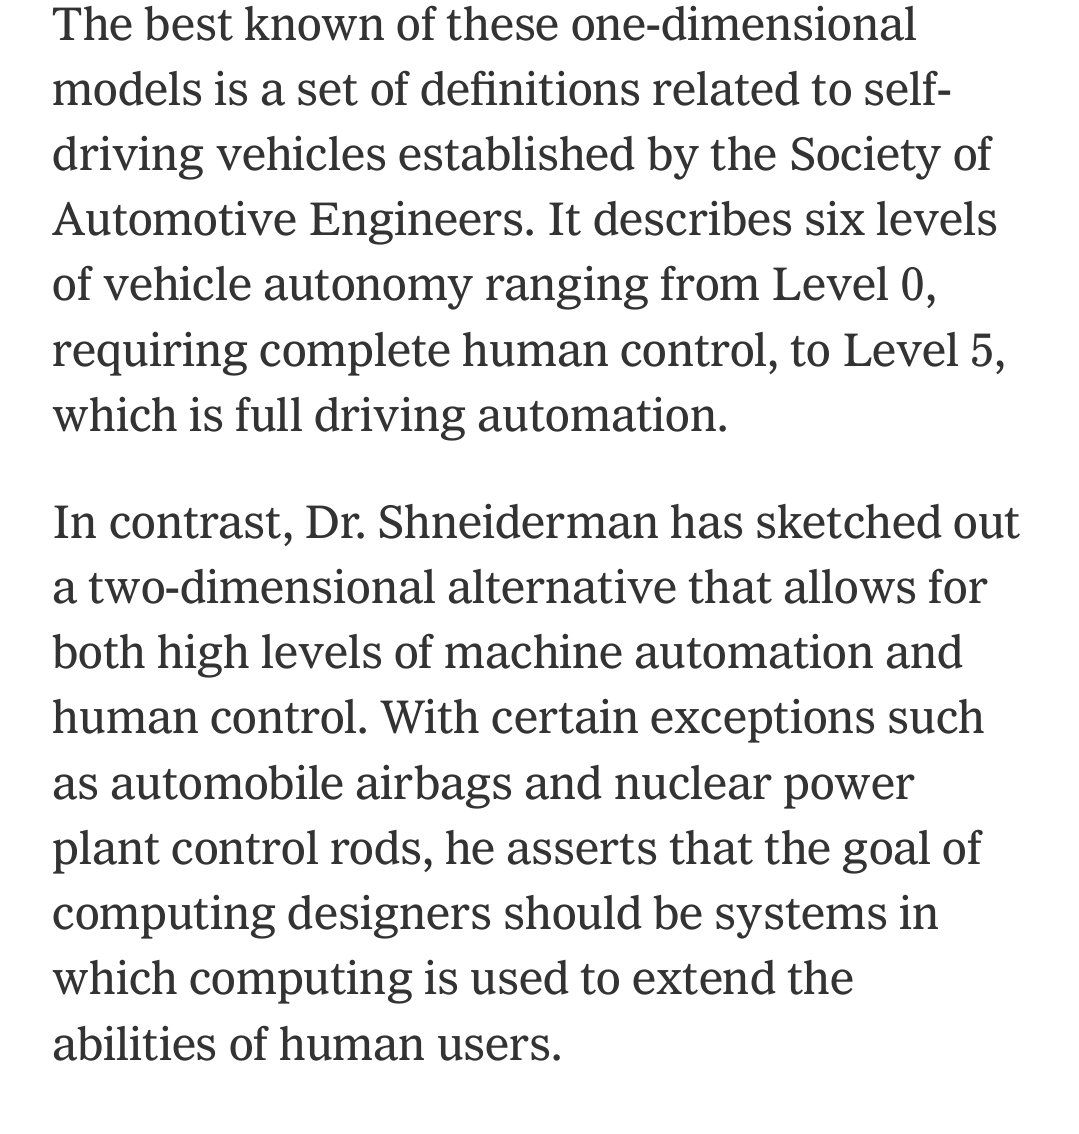 The best known of these one-dimensional
models is a set of definitions related to self-
driving vehicles established by the Society of
Automotive Engineers. It describes six levels
of vehicle autonomy ranging from Level 0,
requiring complete human control, to Level 5,
which is full driving automation.
In contrast, Dr. Shneiderman has sketched out
a two-dimensional alternative that allows for
both high levels of machine automation and
human control. With certain exceptions such
as automobile airbags and nuclear power
plant control rods, he asserts that the goal of
computing designers should be systems in
which computing is used to extend the
abilities of human users.